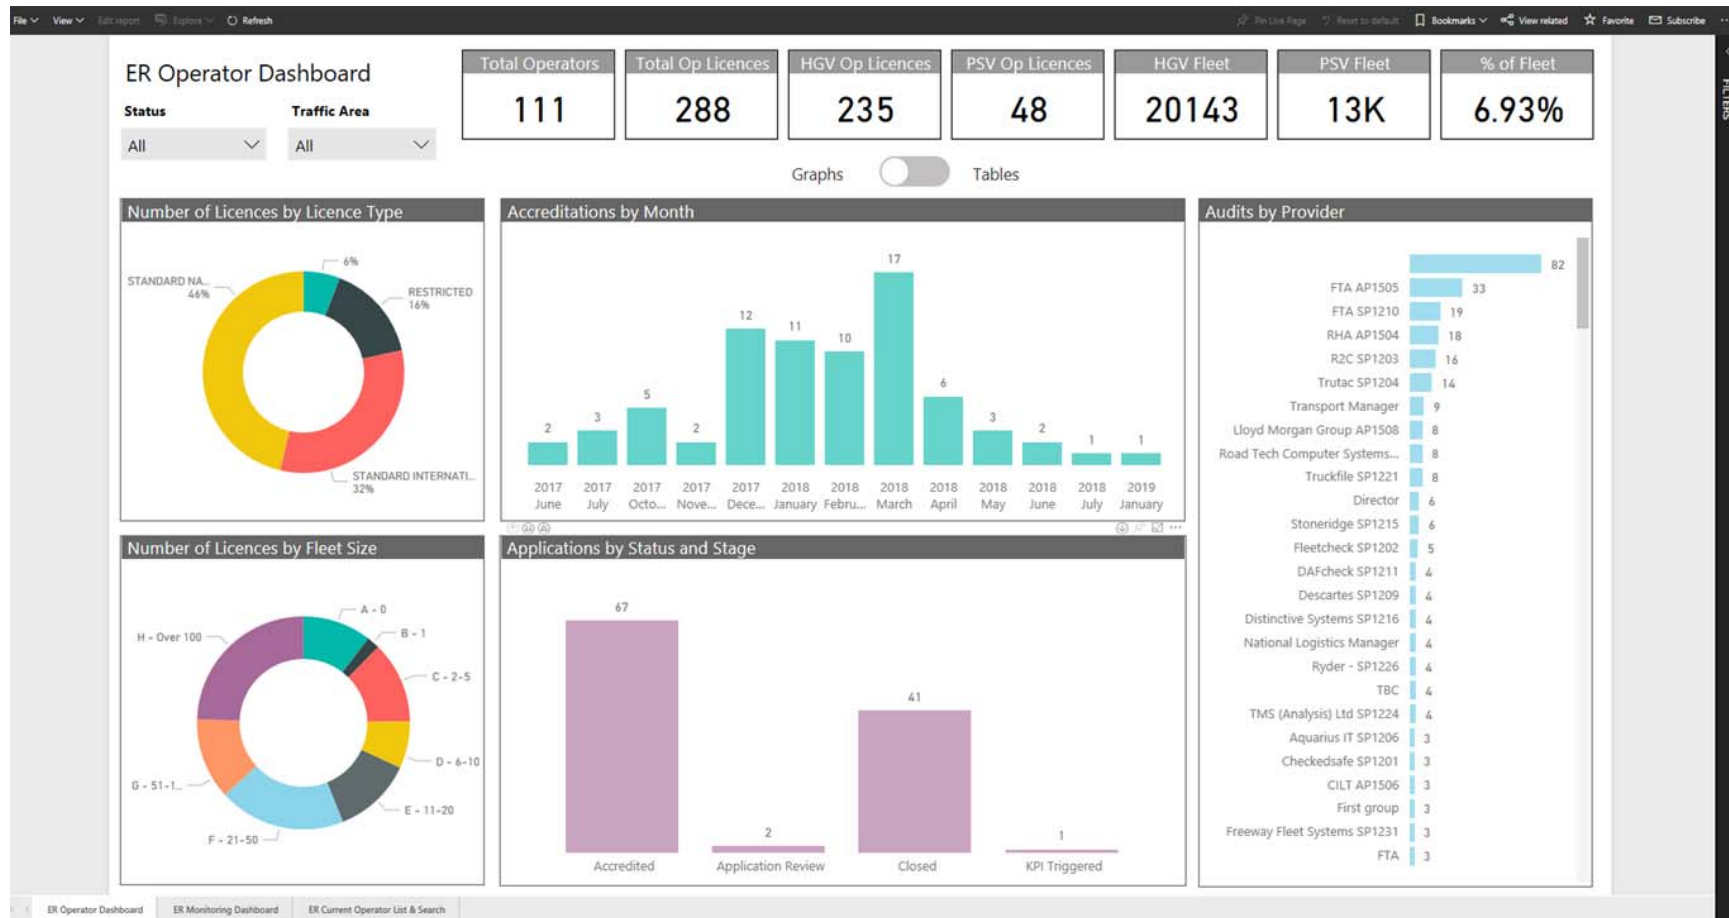 File View Edit report Explore Refresh Pin Live Page Reset to default Bookmarks View related Favorite Subscribe ...
FILTERS
ER Operator Dashboard
Status Traffic Area
All All
Total Operators
111
Total Op Licences
288
HGV Op Licences
235
PSV Op Licences
48
HGV Fleet
20143
PSV Fleet
13K
% of Fleet
6.93%
Graphs Tables
Number of Licences by Licence Type
6%
STANDARD NA...
46%
RESTRICTED
16%
STANDARD INTERNATI...
32%
Accreditations by Month
2 3 5 2 12 11 10 17 6 3 2 1 1
2017 2017 2017 2017 2017 2018 2018 2018 2018 2018 2018 2018 2019
June July Octo... Nove... Dece... January Febru... March April May June July January
Audits by Provider
82
FTA AP1505 33
FTA SP1210 19
RHA AP1504 18
R2C SP1203 16
Trutac SP1204 14
Transport Manager 9
Lloyd Morgan Group AP1508 8
Road Tech Computer Systems... 8
Truckfile SP1221 8
Director 6
Stoneridge SP1215 6
Fleetcheck SP1202 5
DAFcheck SP1211 4
Descartes SP1209 4
Distinctive Systems SP1216 4
National Logistics Manager 4
Ryder - SP1226 4
TBC 4
TMS (Analysis) Ltd SP1224 4
Aquarius IT SP1206 3
Checkedsafe SP1201 3
CILT AP1506 3
First group 3
Freeway Fleet Systems SP1231 3
FTA 3
Number of Licences by Fleet Size
A - 0
B - 1
C - 2-5
D - 6-10
E - 11-20
F - 21-50
G - 51-1...
H - Over 100
Applications by Status and Stage
67 2 41 1
Accredited Application Review Closed KPI Triggered
ER Operator Dashboard ER Monitoring Dashboard ER Current Operator List & Search